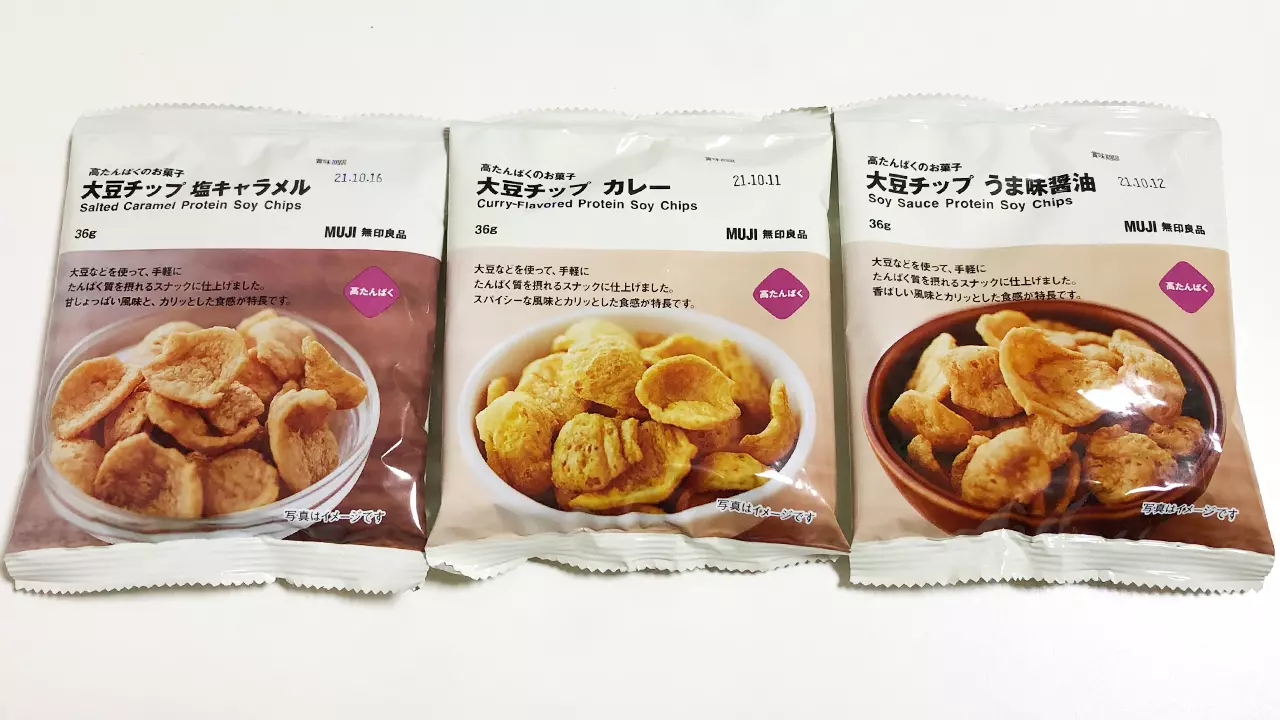 高たんぱくのお菓子
大豆チップ 塩キャラメル
Salted Caramel Protein Soy Chips
36g
賞味期限
21.10.16
MUJI 無印良品
大豆などを使って、手軽に
たんぱく質を摂れるスナックに仕上げました。
甘しょっぱい風味と、カリッとした食感が特長です。
高たんぱく
写真はイメージです
高たんぱくのお菓子
大豆チップ カレー
Curry-Flavored Protein Soy Chips
36g
賞味期限
21.10.11
MUJI 無印良品
大豆などを使って、手軽に
たんぱく質を摂れるスナックに仕上げました。
スパイシーな風味とカリッとした食感が特長です。
高たんぱく
写真はイメージです
高たんぱくのお菓子
大豆チップ うま味醤油
Soy Sauce Protein Soy Chips
36g
賞味期限
21.10.12
MUJI 無印良品
大豆などを使って、手軽に
たんぱく質を摂れるスナックに仕上げました。
香ばしい風味とカリッとした食感が特長です。
高たんぱく
写真はイメージです